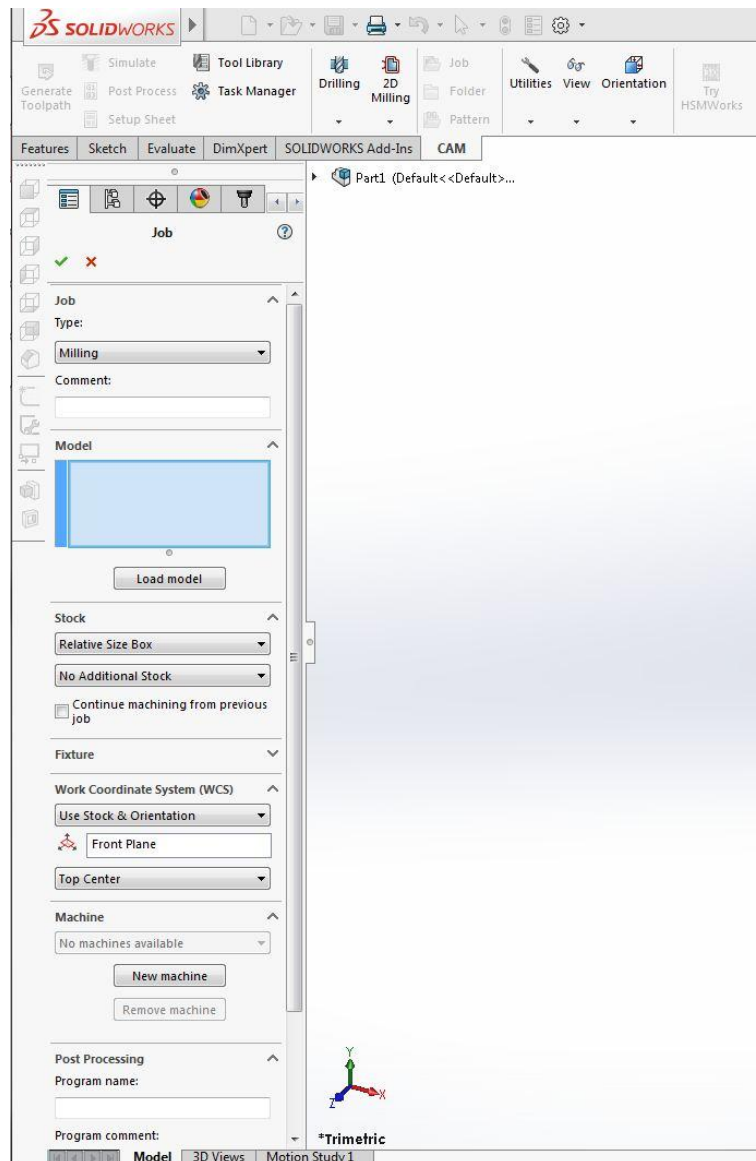 SOLIDWORKS
Simulate
Tool Library
Generate
Toolpath
Post Process
Task Manager
Setup Sheet
Drilling
2D
Milling
Job
Folder
Pattern
Utilities
View
Orientation
Try
HSMWorks
Features
Sketch
Evaluate
DimXpert
SOLIDWORKS Add-Ins
CAM
Part1 (Default<<Default>...
Job
Job
Type:
Milling
Comment:
Model
Load model
Stock
Relative Size Box
No Additional Stock
Continue machining from previous
job
Fixture
Work Coordinate System (WCS)
Use Stock & Orientation
Front Plane
Top Center
Machine
No machines available
New machine
Remove machine
Post Processing
Program name:
Program comment:
Y
X
Z
*Trimetric
Model
3D Views
Motion Study 1